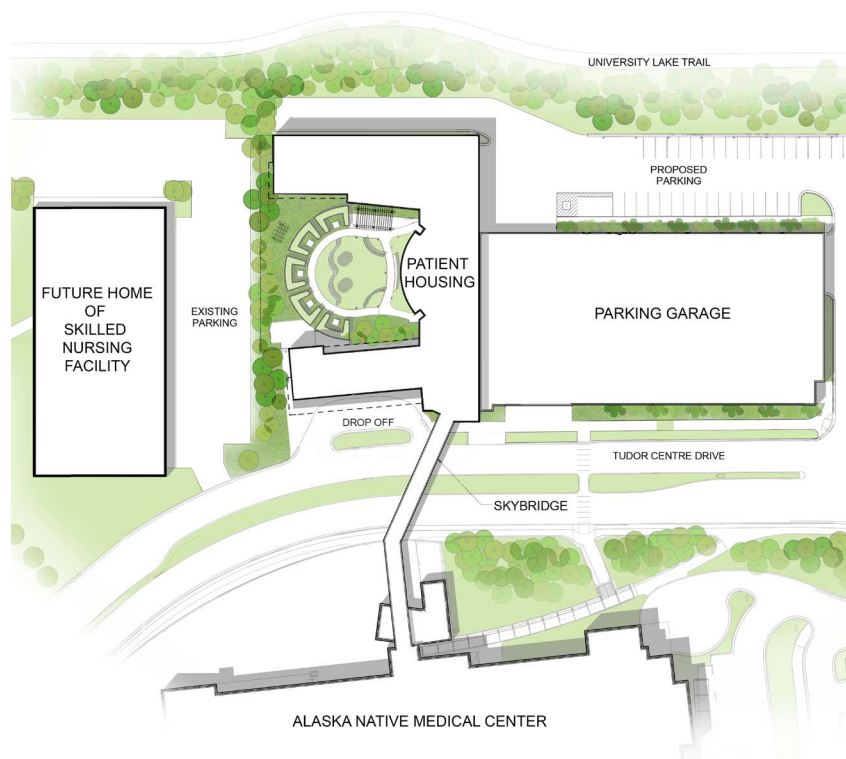 UNIVERSITY LAKE TRAIL
PROPOSED
PARKING
PATIENT
HOUSING
FUTURE HOME
OF
SKILLED
NURSING
FACILITY
EXISTING
PARKING
PARKING GARAGE
DROP OFF
TUDOR CENTRE DRIVE
SKYBRIDGE
ALASKA NATIVE MEDICAL CENTER